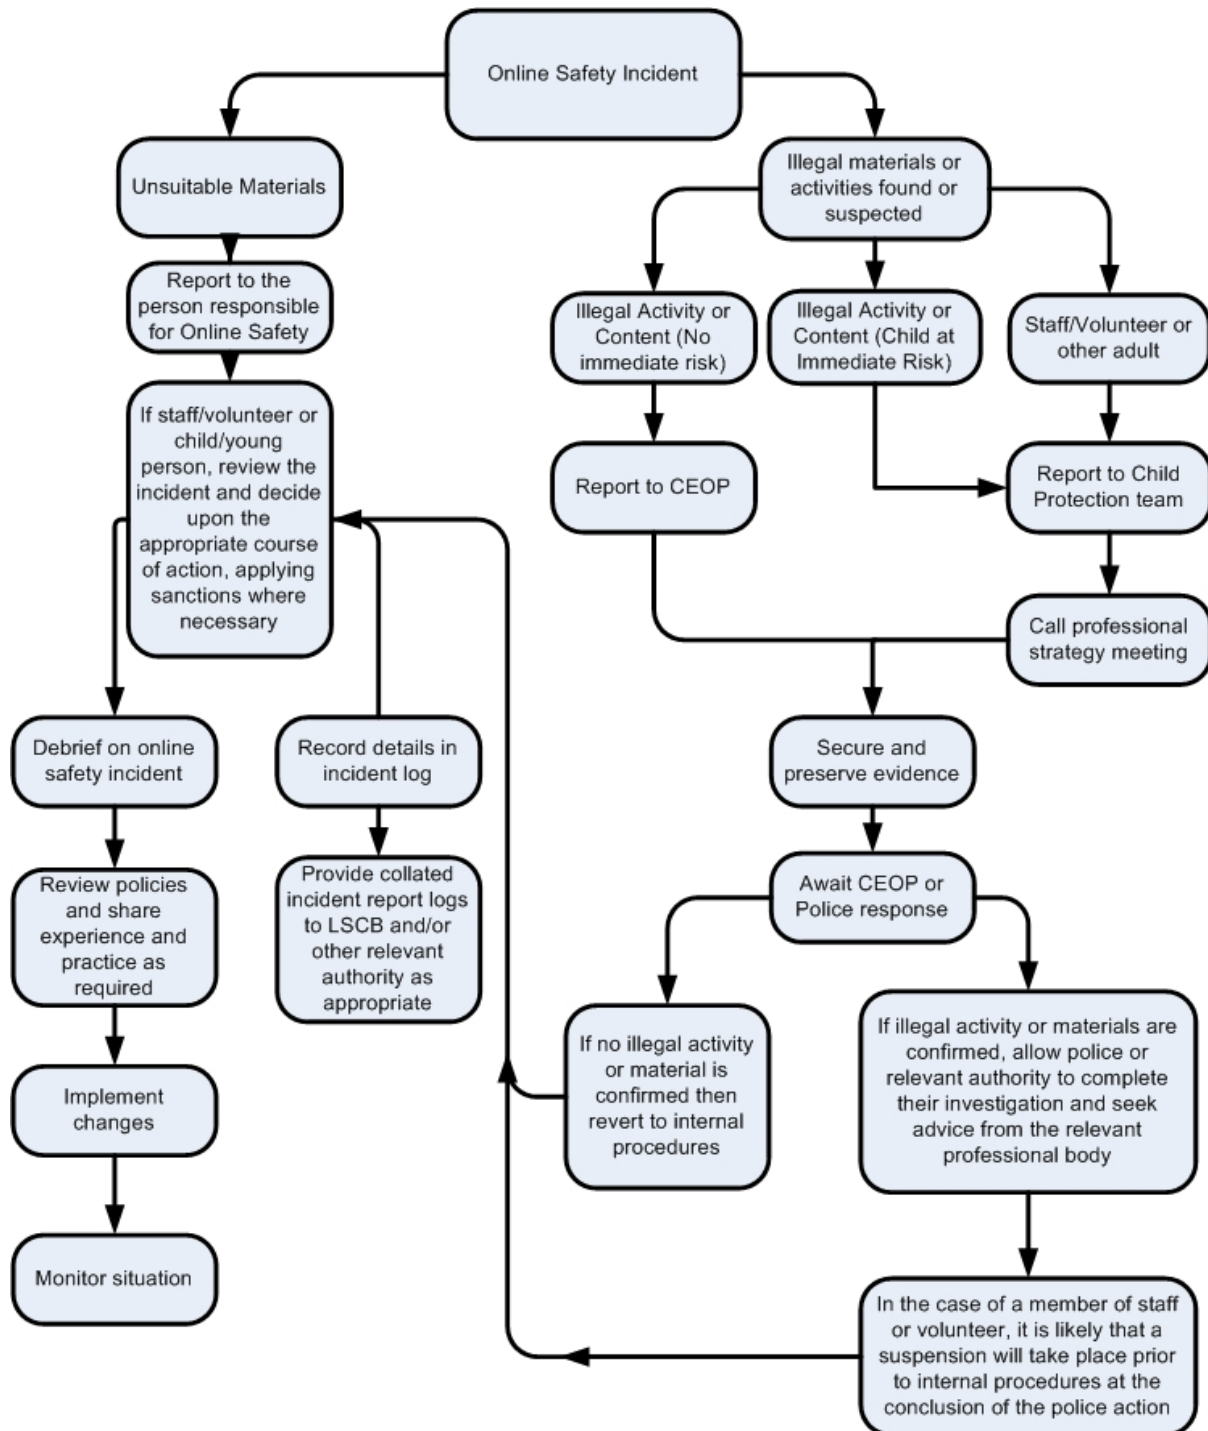 Online Safety Incident
Unsuitable Materials
Illegal materials or
activities found or
suspected
Report to the
person responsible
for Online Safety
Illegal Activity or
Content (No
immediate risk)
Illegal Activity or
Content (Child at
Immediate Risk)
Staff/Volunteer or
other adult
If staff/volunteer or
child/young
person, review the
incident and decide
upon the
appropriate course
of action, applying
sanctions where
necessary
Report to CEOP
Report to Child
Protection team
Call professional
strategy meeting
Debrief on online
safety incident
Record details in
incident log
Secure and
preserve evidence
Review policies
and share
experience and
practice as
required
Provide collated
incident report logs
to LSCB and/or
other relevant
authority as
appropriate
Await CEOP or
Police response
If no illegal activity
or material is
confirmed then
revert to internal
procedures
If illegal activity or materials are
confirmed, allow police or
relevant authority to complete
their investigation and seek
advice from the relevant
professional body
Implement
changes
Monitor situation
In the case of a member of staff
or volunteer, it is likely that a
suspension will take place prior
to internal procedures at the
conclusion of the police action